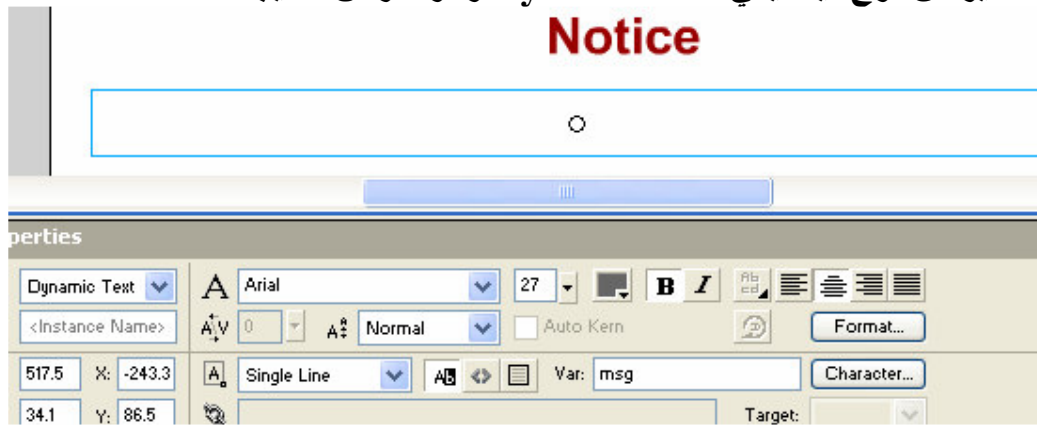 Notice
perties
Dynamic Text A Arial 27 B I
<Instance Name> A V 0 A Normal Auto Kern Format...
517.5 X: -243.3 A Single Line AB <> Var: msg Character...
34.1 Y: 86.5 Target: